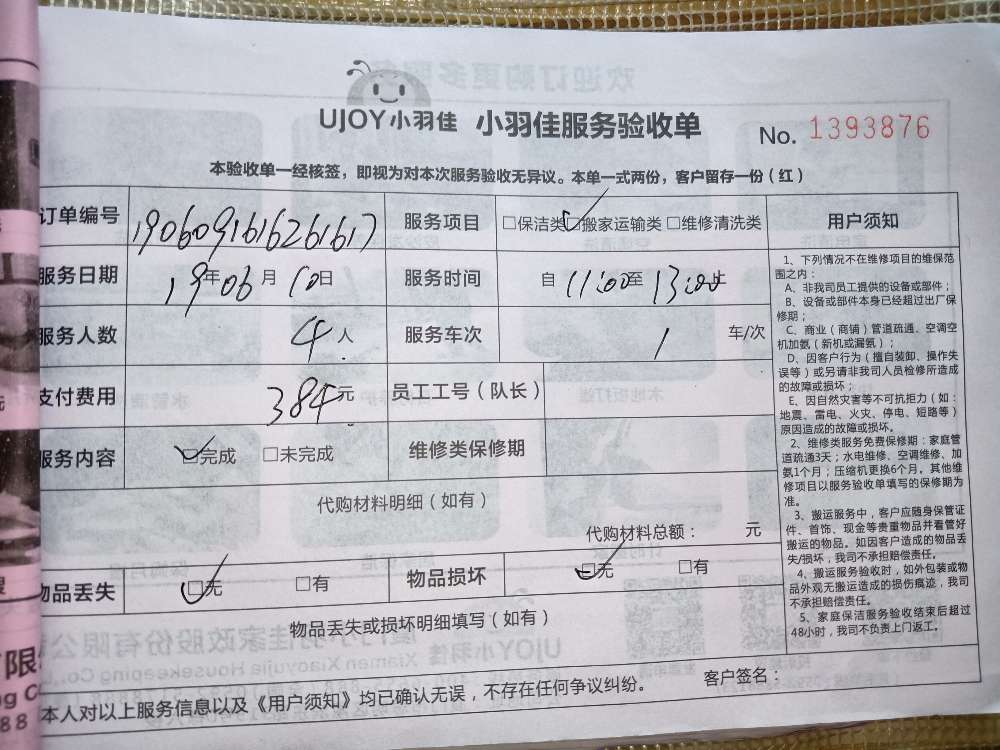 UJOY小羽佳 小羽佳服务验收单 No. 1393876
本验收单一经核签，即视为对本次服务验收无异议。本单一式两份，客户留存一份（红）
订单编号 1906091616261617 服务项目 □保洁类□搬家运输类 □维修清洗类 用户须知
服务日期 19年06月10日 服务时间 自 11:00至 13:00止
服务人数 4 人 服务车次 1 车/次
支付费用 384元 员工工号（队长）
服务内容 □完成 □未完成 维修类保修期
代购材料明细（如有）
代购材料总额： 元
物品丢失 □无 □有 物品损坏 □无 □有
物品丢失或损坏明细填写（如有）
1、下列情况不在维修项目的维保范
围之内：
A、非我司员工提供的设备或部件；
B、设备或部件本身已经超过出厂保
修期；
C、商业（商铺）管道疏通、空调空
机加氨（新机或漏氨）；
D、因客户行为（擅自装卸、操作失
误等）或另请非我司人员检修所造成
的故障或损坏；
E、因自然灾害等不可抗拒力（如：
地震、雷电、火灾、停电、短路等）
原因造成的故障或损坏。
2、维修类服务免费保修期：家庭管
道疏通3天；水电维修、空调维修、加
氨1个月；压缩机更换6个月。其他维
修项目以服务验收单填写的保修期为
准。
3、搬运服务中，客户应随身保管证
件、首饰、现金等贵重物品并看管好
搬运的物品。如因客户造成的物品丢
失/损坏，我司不承担赔偿责任。
4、搬运服务验收时，如外包装或物
品外观无搬运造成的损伤痕迹，我司
不承担赔偿责任。
5、家庭保洁服务验收结束后超过
48小时，我司不负责上门返工。
本人对以上服务信息以及《用户须知》均已确认无误，不存在任何争议纠纷。 客户签名：